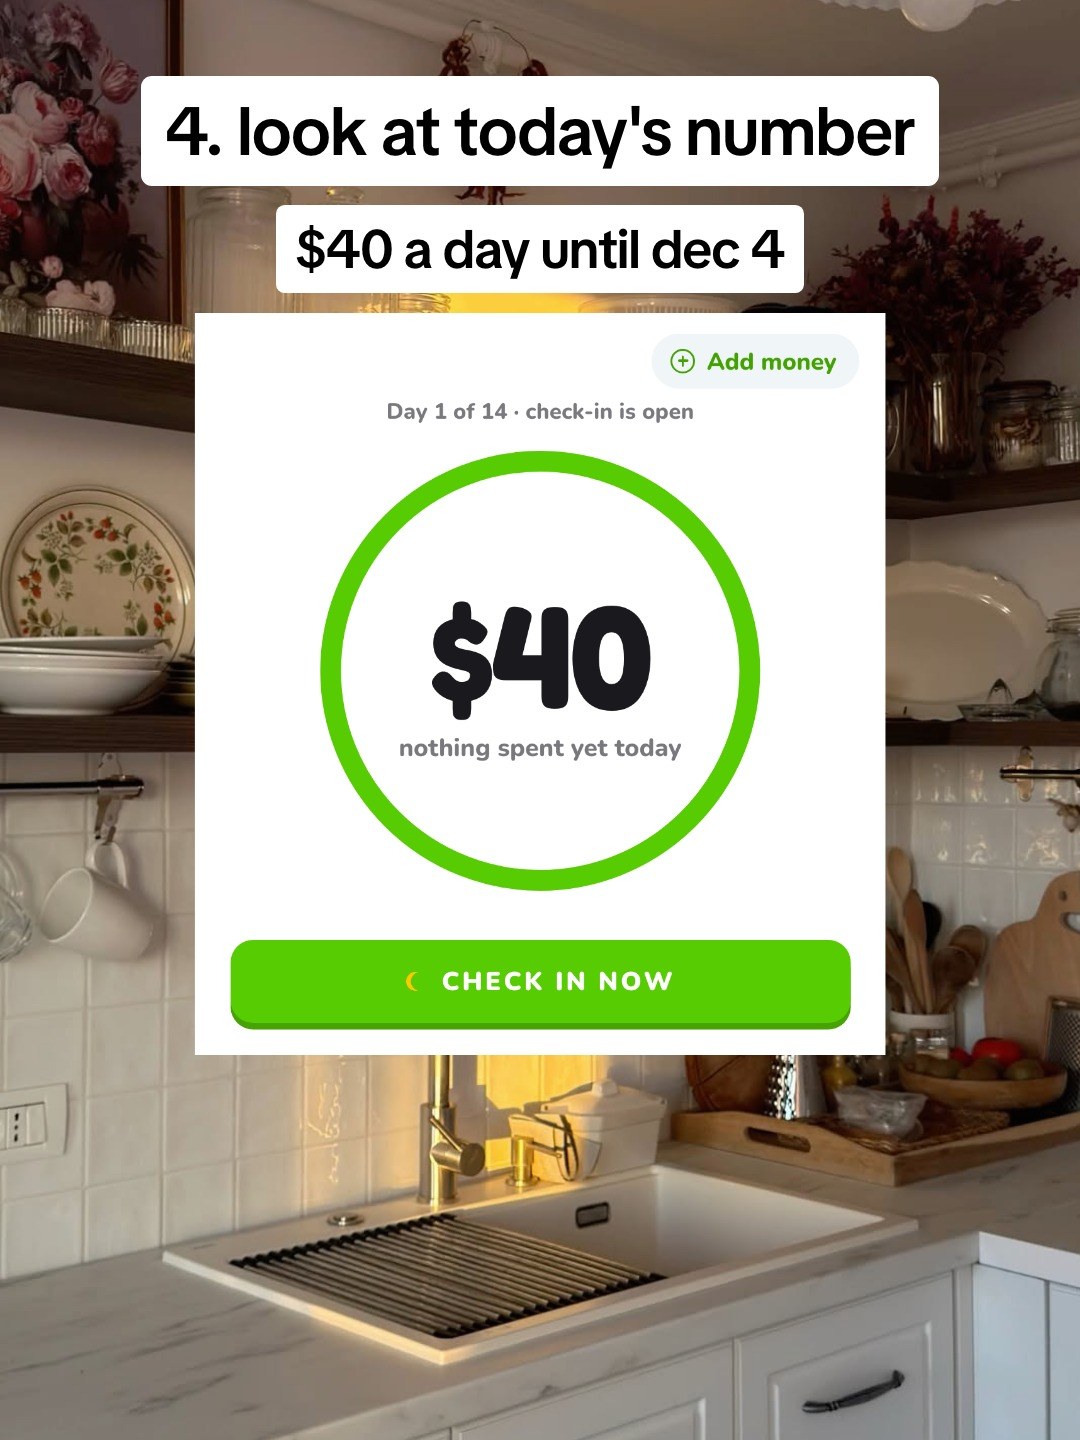 4. look at today's number
$40 a day until dec 4
Add money
Day 1 of 14 · check-in is open
$40
nothing spent yet today
CHECK IN NOW